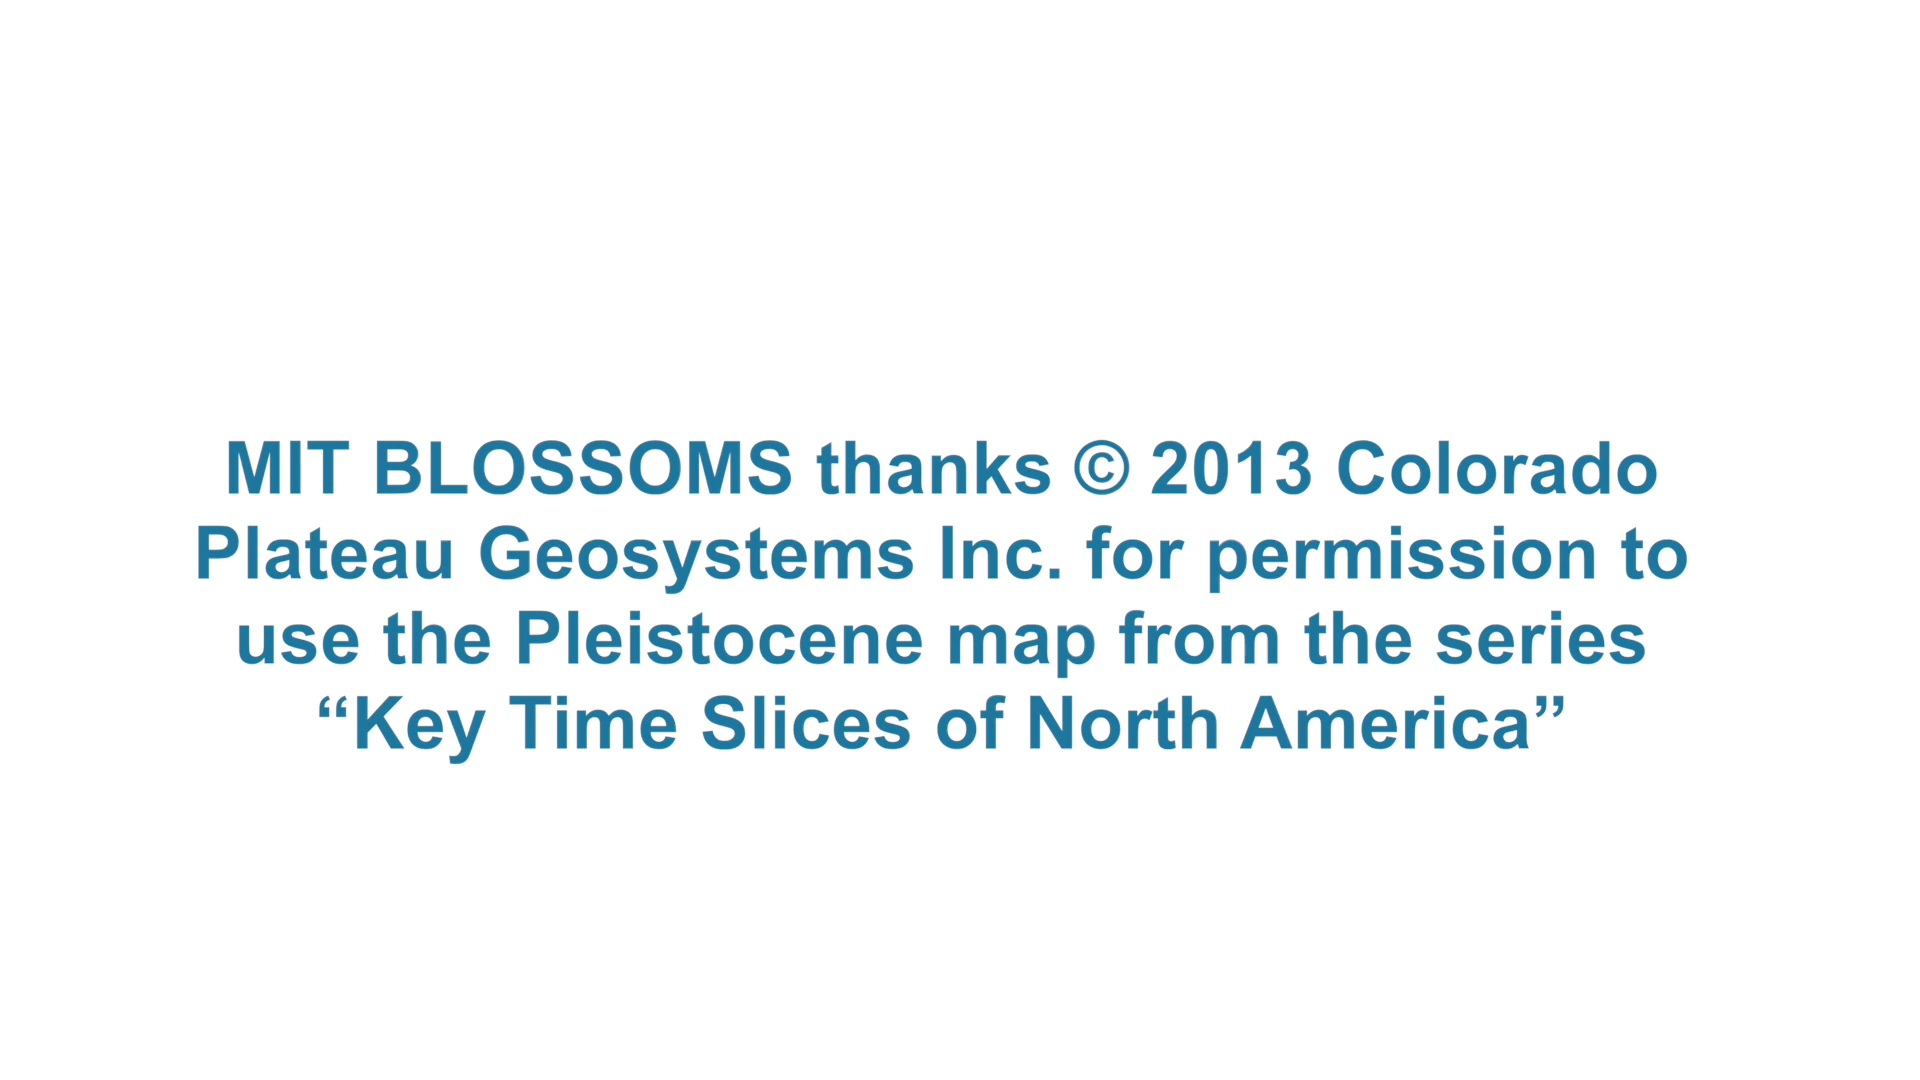 MIT BLOSSOMS thanks © 2013 Colorado
Plateau Geosystems Inc. for permission to
use the Pleistocene map from the series
“Key Time Slices of North America”